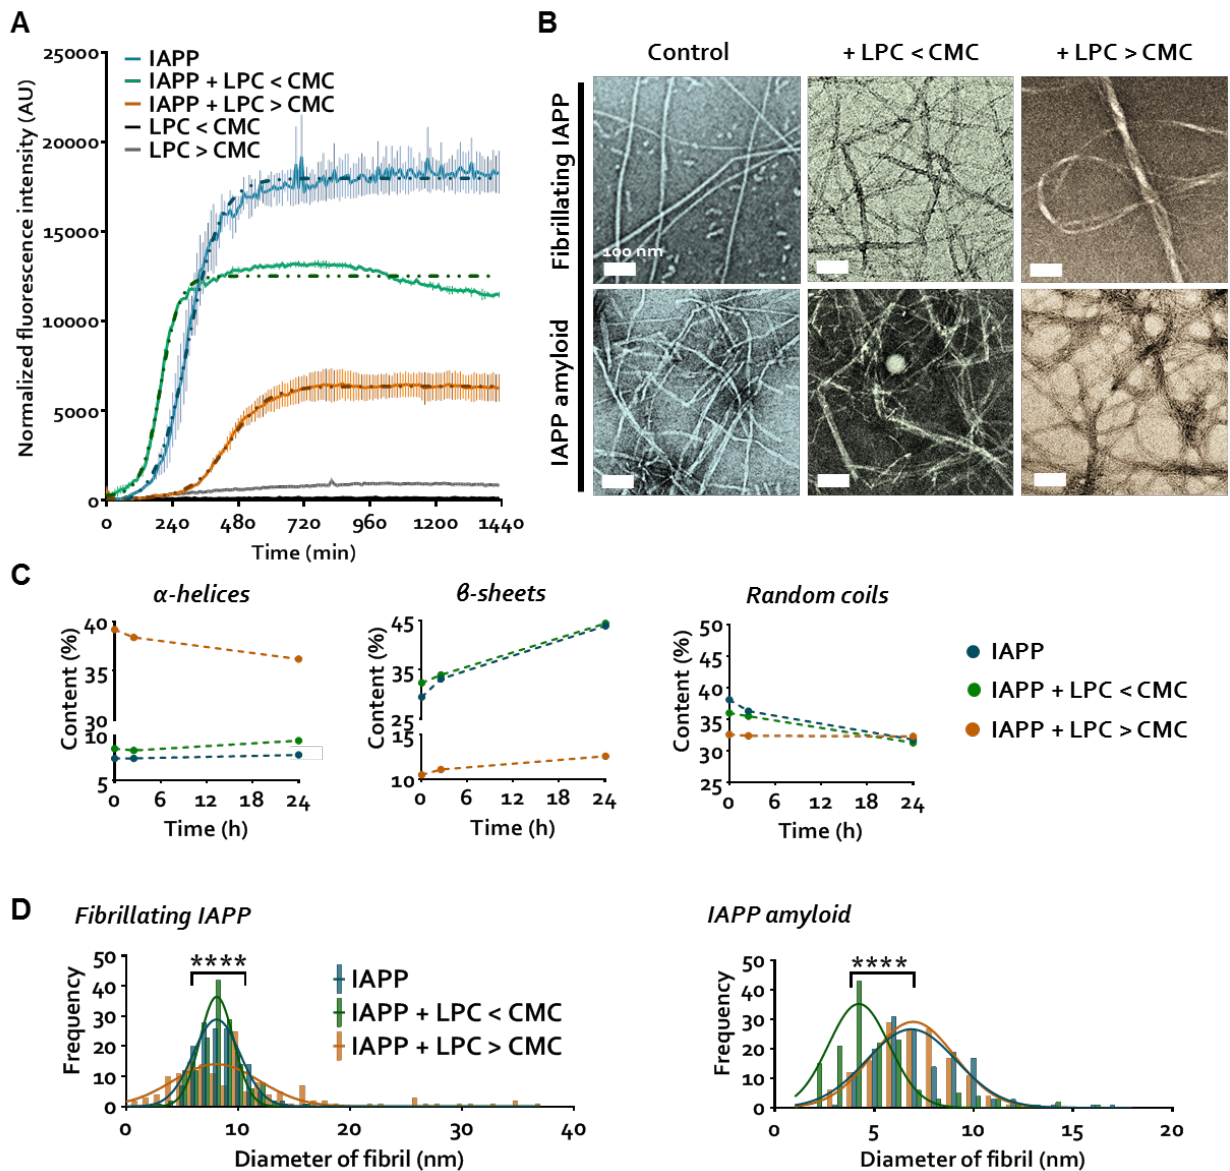 A
Normalized fluorescence intensity (AU)
25000
20000
15000
10000
5000
0
IAPP
IAPP + LPC < CMC
IAPP + LPC > CMC
LPC < CMC
LPC > CMC
0 240 480 720 960 1200 1440
Time (min)
B
Control
+ LPC < CMC
+ LPC > CMC
Fibrillating IAPP
100 nm
IAPP amyloid
C
α-helices
Content (%)
40
35
30
10
5
0 6 12 18 24
Time (h)
β-sheets
Content (%)
45
35
25
15
10
0 6 12 18 24
Time (h)
Random coils
Content (%)
50
45
40
35
30
25
0 6 12 18 24
Time (h)
IAPP
IAPP + LPC < CMC
IAPP + LPC > CMC
D
Fibrillating IAPP
Frequency
50
40
30
20
10
0
****
IAPP
IAPP + LPC < CMC
IAPP + LPC > CMC
0 10 20 30 40
Diameter of fibril (nm)
IAPP amyloid
Frequency
50
40
30
20
10
0
****
5 10 15 20
Diameter of fibril (nm)